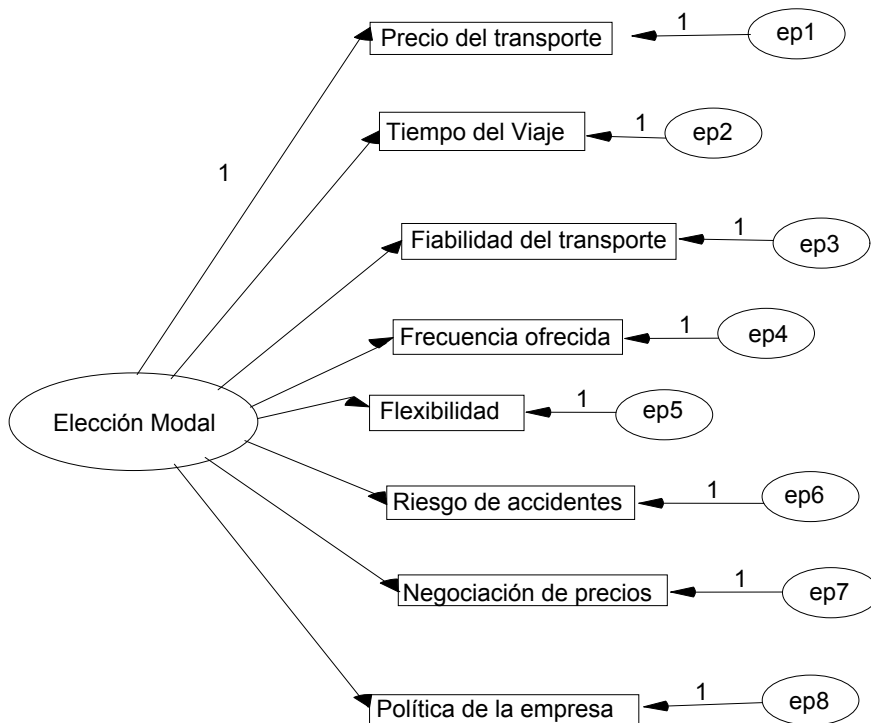 Precio del transporte 1 ep1
Tiempo del Viaje 1 ep2
1
Fiabilidad del transporte 1 ep3
Frecuencia ofrecida 1 ep4
Elección Modal
Flexibilidad 1 ep5
Riesgo de accidentes 1 ep6
Negociación de precios 1 ep7
Política de la empresa 1 ep8